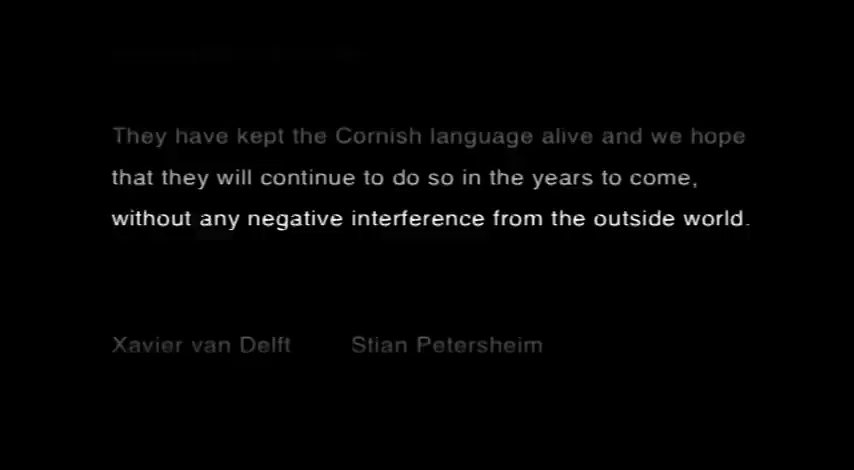 They have kept the Cornish language alive and we hope
that they will continue to do so in the years to come,
without any negative interference from the outside world.
Xavier van Delft Stian Petersheim